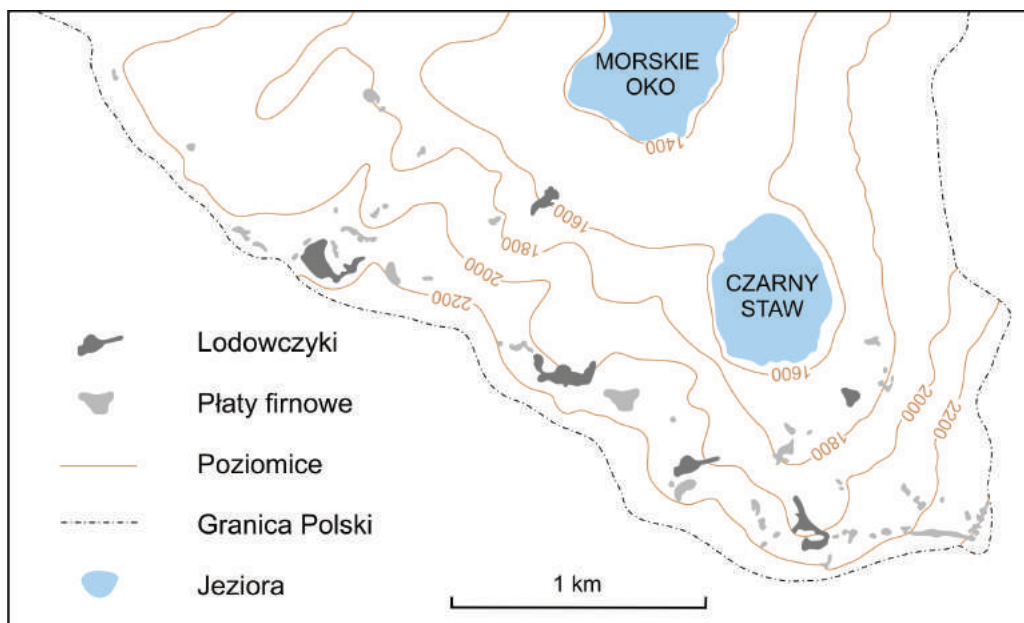 MORSKIE
OKO
1400
1600
1800
2000
2200
CZARNY
STAW
1600
1800
2000
2200
Lodowczyki
Płaty firnowe
Poziomice
Granica Polski
Jeziora
1 km